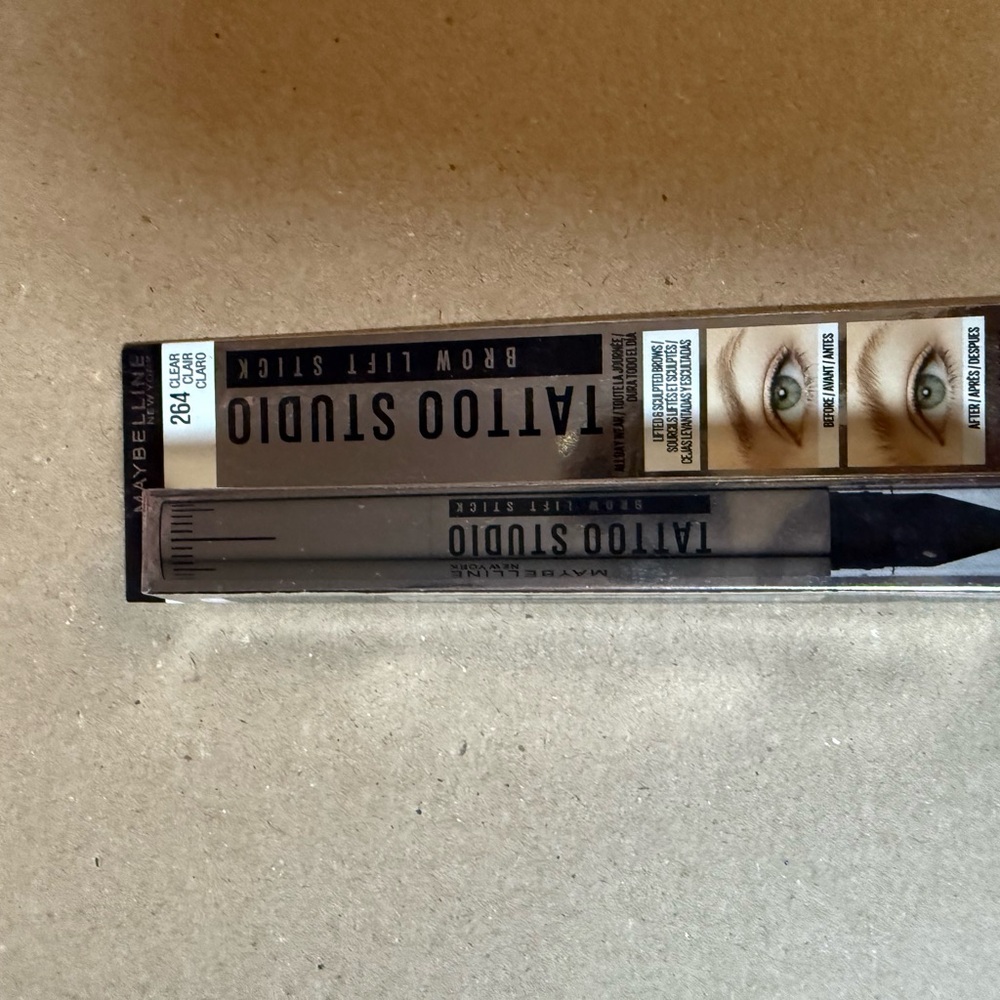 MAYBELLINE
NEW YORK
264 CLEAR
CLAIR
CLARO
TATTOO STUDIO
BROW LIFT STICK
ALL DAY WEAR / TOUTE LA JOURNÉE /
DURA TODO EL DÍA
LIFTED & SCULPTED BROWS /
SOURCILS LIFTÉS ET SCULPTÉS /
CEJAS LEVANTADAS Y ESCULPIDAS
BEFORE / AVANT / ANTES
AFTER / APRÈS / DESPUES
MAYBELLINE
NEW YORK
TATTOO STUDIO
BROW LIFT STICK